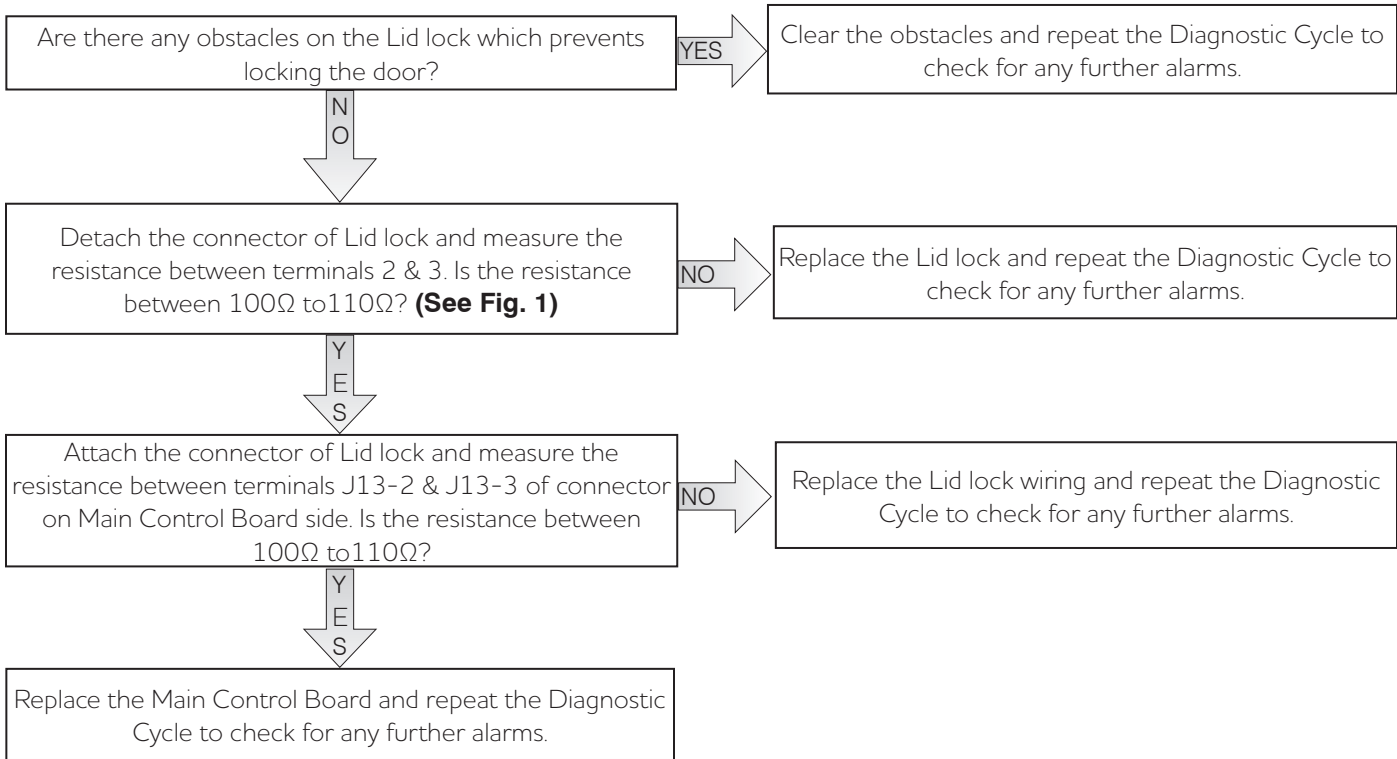 Are there any obstacles on the Lid lock which prevents
locking the door?
YES
Clear the obstacles and repeat the Diagnostic Cycle to
check for any further alarms.
N
O
Detach the connector of Lid lock and measure the
resistance between terminals 2 & 3. Is the resistance
between 100Ω to110Ω? (See Fig. 1)
NO
Replace the Lid lock and repeat the Diagnostic Cycle to
check for any further alarms.
Y
E
S
Attach the connector of Lid lock and measure the
resistance between terminals J13-2 & J13-3 of connector
on Main Control Board side. Is the resistance between
100Ω to110Ω?
NO
Replace the Lid lock wiring and repeat the Diagnostic
Cycle to check for any further alarms.
Y
E
S
Replace the Main Control Board and repeat the Diagnostic
Cycle to check for any further alarms.